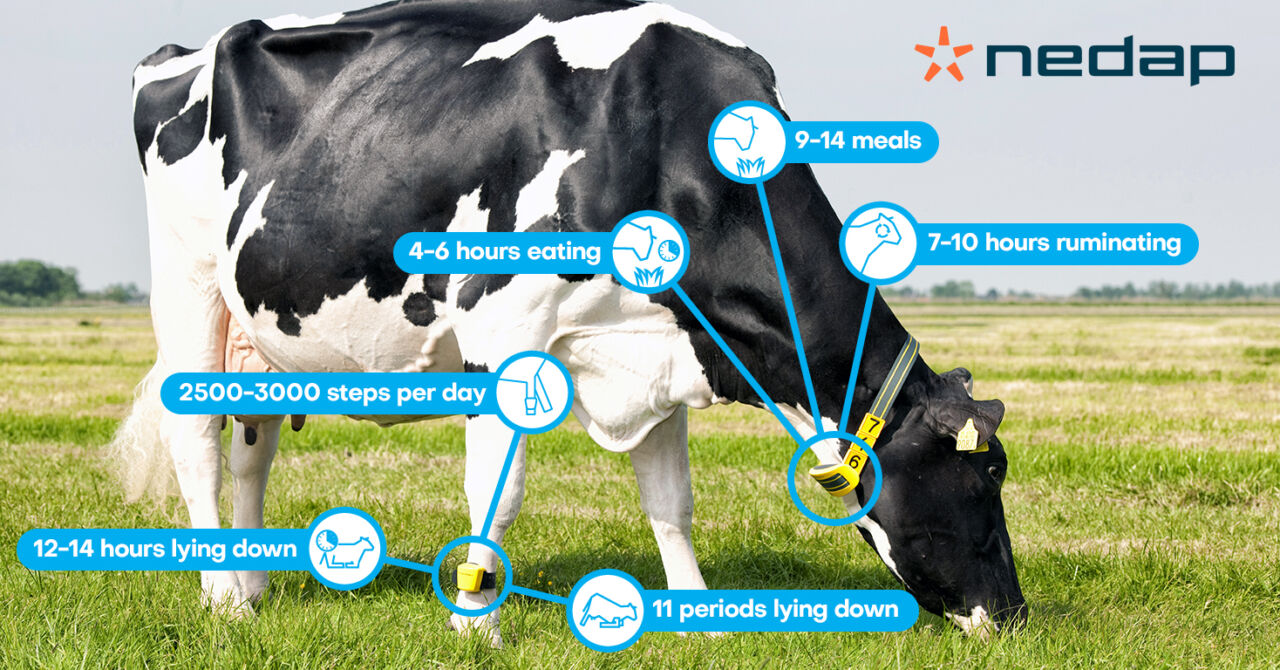 nedap
9-14 meals
7-10 hours ruminating
4-6 hours eating
2500-3000 steps per day
12-14 hours lying down
11 periods lying down
7
6